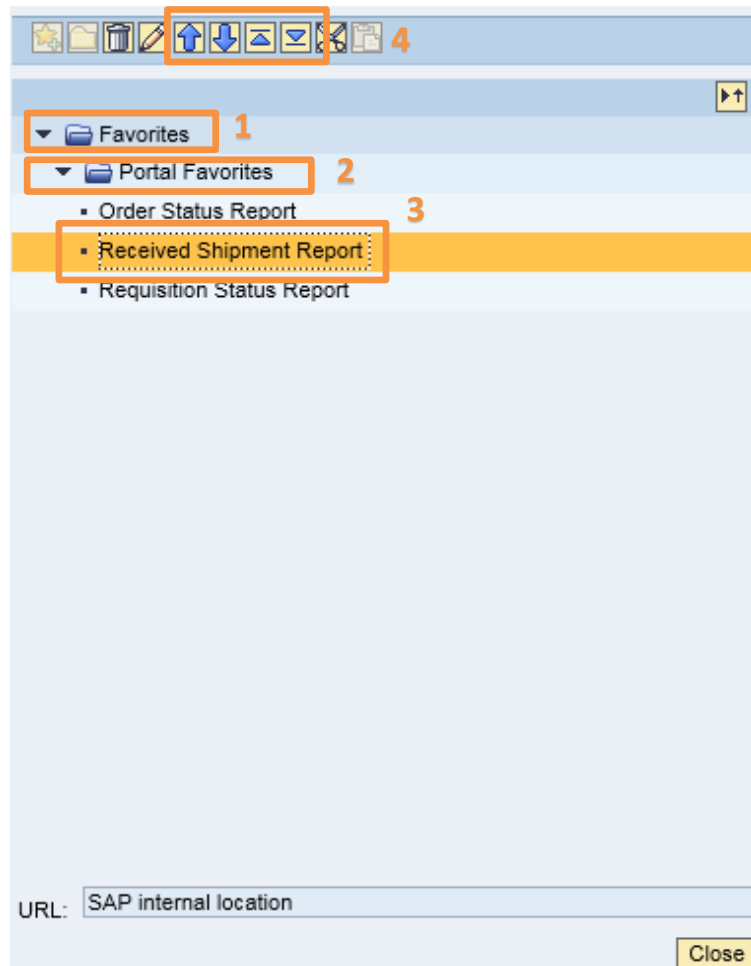 4
Favorites 1
Portal Favorites 2
Order Status Report 3
Received Shipment Report
Requisition Status Report
URL: SAP internal location
Close